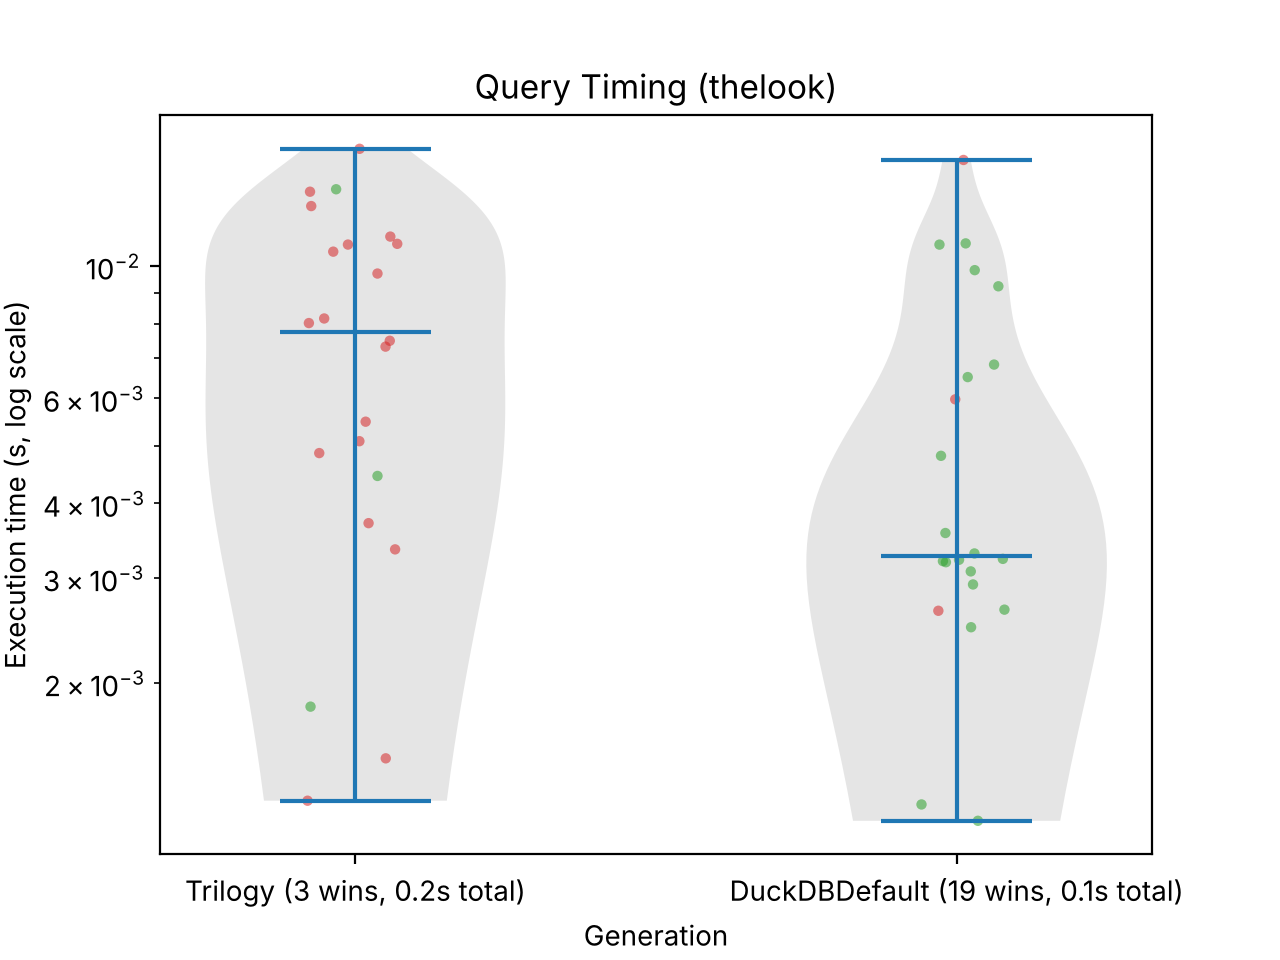 Query Timing (thelook)
Execution time (s, log scale)
10⁻²
6 × 10⁻³
4 × 10⁻³
3 × 10⁻³
2 × 10⁻³
Trilogy (3 wins, 0.2s total)
DuckDBDefault (19 wins, 0.1s total)
Generation